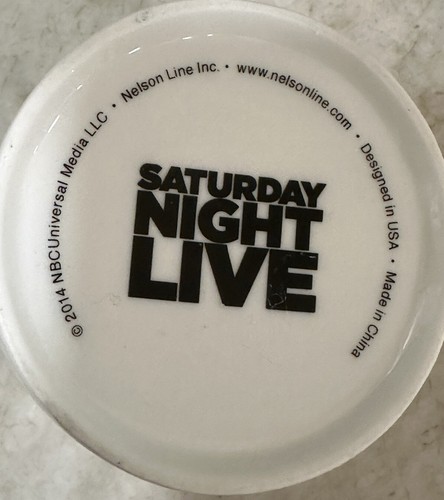 © 2014 NBCUniversal Media LLC • Nelson Line Inc. • www.nelsonline.com • Designed in USA • Made in China
SATURDAY
NIGHT
LIVE